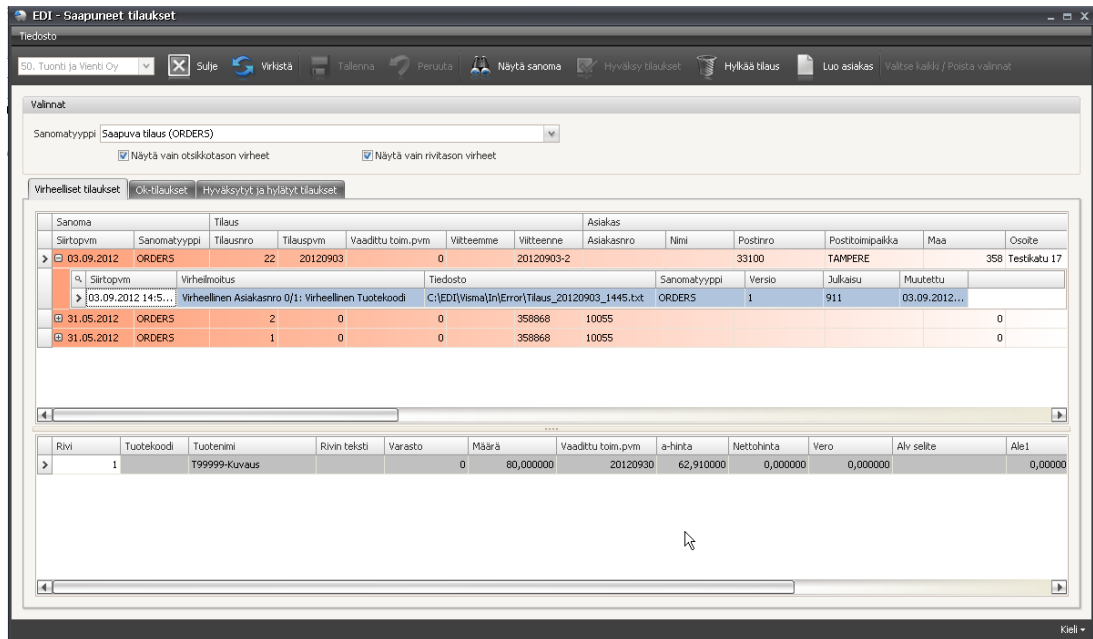 EDI - Saapuneet tilaukset
Tiedosto
50. Tuonti ja Vienti Oy Sulje Virkistä Tallenna Peruuta Näytä sanoma Hyväksy tilaukset Hylkää tilaus Luo asiakas Valitse kaikki / Poista valinnat
Valinnat
Sanomatyyppi Saapuva tilaus (ORDERS)
Näytä vain otsikkotason virheet Näytä vain rivitason virheet
Virheelliset tilaukset Ok-tilaukset Hyväksytyt ja hylätyt tilaukset
Sanoma Tilaus Asiakas
Siirtopvm Sanomatyyppi Tilausnro Tilauspvm Vaadittu toim.pvm Viitteemme Viitteenne Asiakasnro Nimi Postinro Postitoimipaikka Maa Osoite
03.09.2012 ORDERS 22 20120903 0 20120903-2 33100 TAMPERE 358 Testikatu 17
Siirtopvm Virheilmoitus Tiedosto Sanomatyyppi Versio Julkaisu Muutettu
03.09.2012 14:5... Virheellinen Asiakasnro 0/1: Virheellinen Tuotekoodi C:\EDI\Visma\In\Error\Tilaus_20120903_1445.txt ORDERS 1 911 03.09.2012...
31.05.2012 ORDERS 2 0 0 358868 10055 0
31.05.2012 ORDERS 1 0 0 358868 10055 0
Rivi Tuotekoodi Tuotenimi Rivin teksti Varasto Määrä Vaadittu toim.pvm a-hinta Nettohinta Vero Alv selite Ale1
1 T99999-Kuvaus 0 80,000000 20120930 62,910000 0,000000 0,000000 0,00000
Kieli